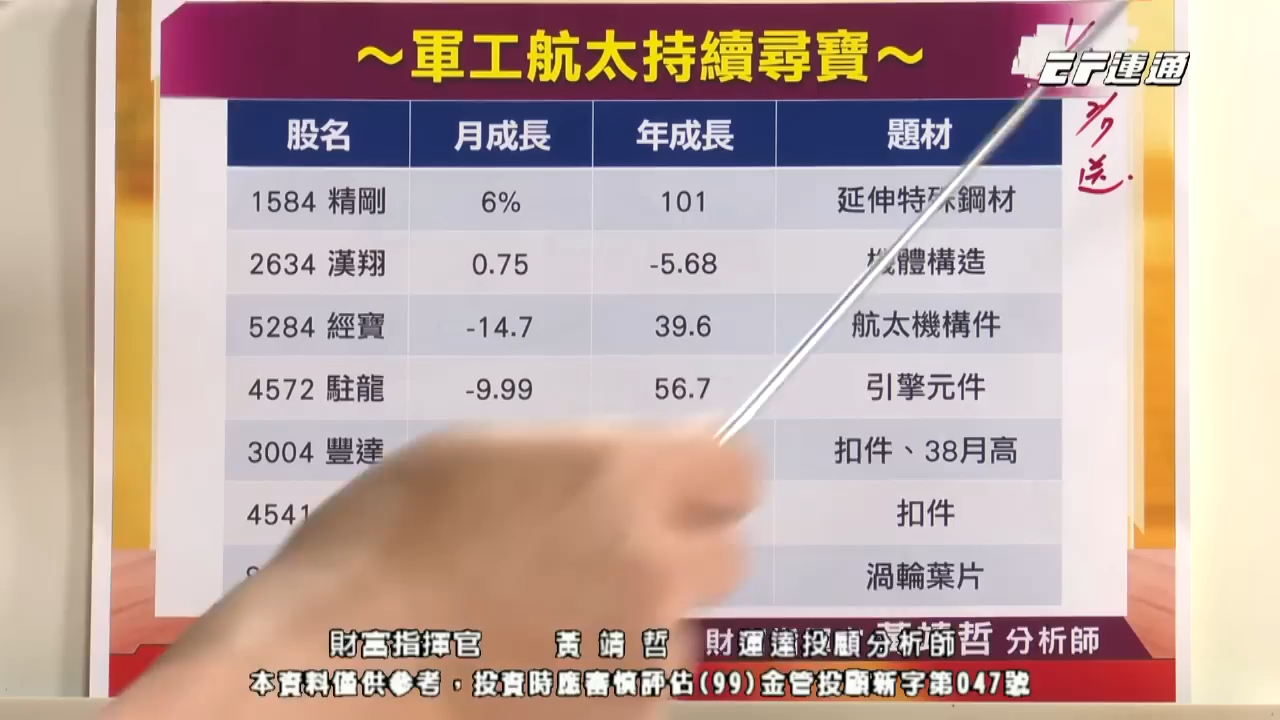 ～軍工航太持續尋寶～
運通
2/7
送
股名 月成長 年成長 題材
1584 精剛 6% 101 延伸特殊鋼材
2634 漢翔 0.75 -5.68 機體構造
5284 經寶 -14.7 39.6 航太機構件
4572 駐龍 -9.99 56.7 引擎元件
3004 豐達 扣件、38月高
4541 扣件
渦輪葉片
分析師
財富指揮官 黃靖哲 運達投顧分析師
本資料僅供參考，投資時應審慎評估(99)金管投顧新字第047號